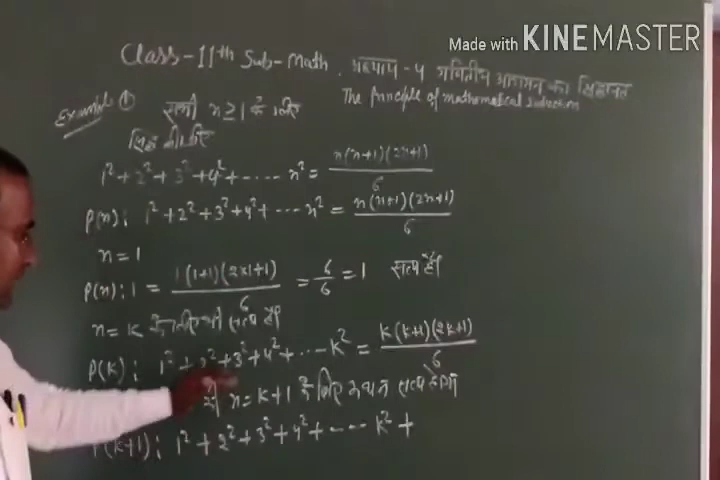 Made with KINEMASTER
Class-11th Sub-Math. अध्याय-4 गणितीय आगमन का सिद्धान्त
The Principle of mathematical induction
Example ① सभी n ≥ 1 के लिए
सिद्ध कीजिए
1² + 2² + 3² + 4² + ---- n² = n(n+1)(2n+1)/6
P(n): 1² + 2² + 3² + 4² + --- n² = n(n+1)(2n+1)/6
n = 1
P(n): 1 = 1(1+1)(2x1+1)/6 = 6/6 = 1 सत्य है।
n = K के लिए भी सत्य है।
P(K): 1² + 2² + 3² + 4² + --- K² = K(K+1)(2K+1)/6
n = K+1 के लिए कथन सत्य होगा
(K+1): 1² + 2² + 3² + 4² + ---- K² +